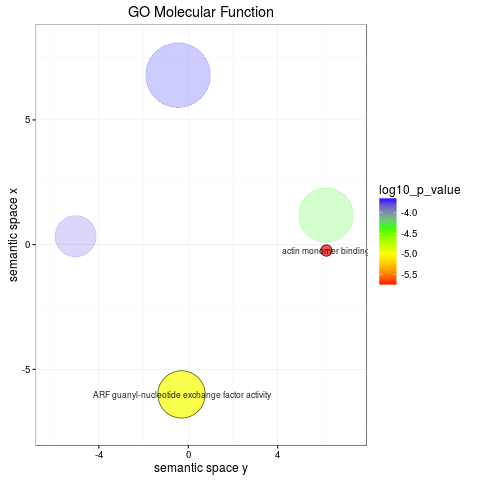 GO Molecular Function
semantic space x
5
0
-5
actin monomer binding
ARF guanyl-nucleotide exchange factor activity
-4
0
4
semantic space y
log10_p_value
-4.0
-4.5
-5.0
-5.5